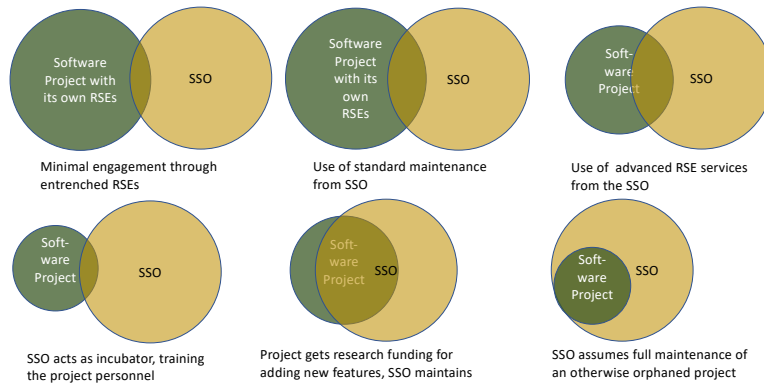 Software
Project with
its own RSEs
SSO
Minimal engagement through
entrenched RSEs
Software
Project
with its
own
RSEs
SSO
Use of standard maintenance
from SSO
Soft-
ware
Project
SSO
Use of advanced RSE services
from the SSO
Soft-
ware
Project
SSO
SSO acts as incubator, training
the project personnel
Soft-
ware
Project
SSO
Project gets research funding for
adding new features, SSO maintains
Soft-
ware
Project
SSO
SSO assumes full maintenance of
an otherwise orphaned project